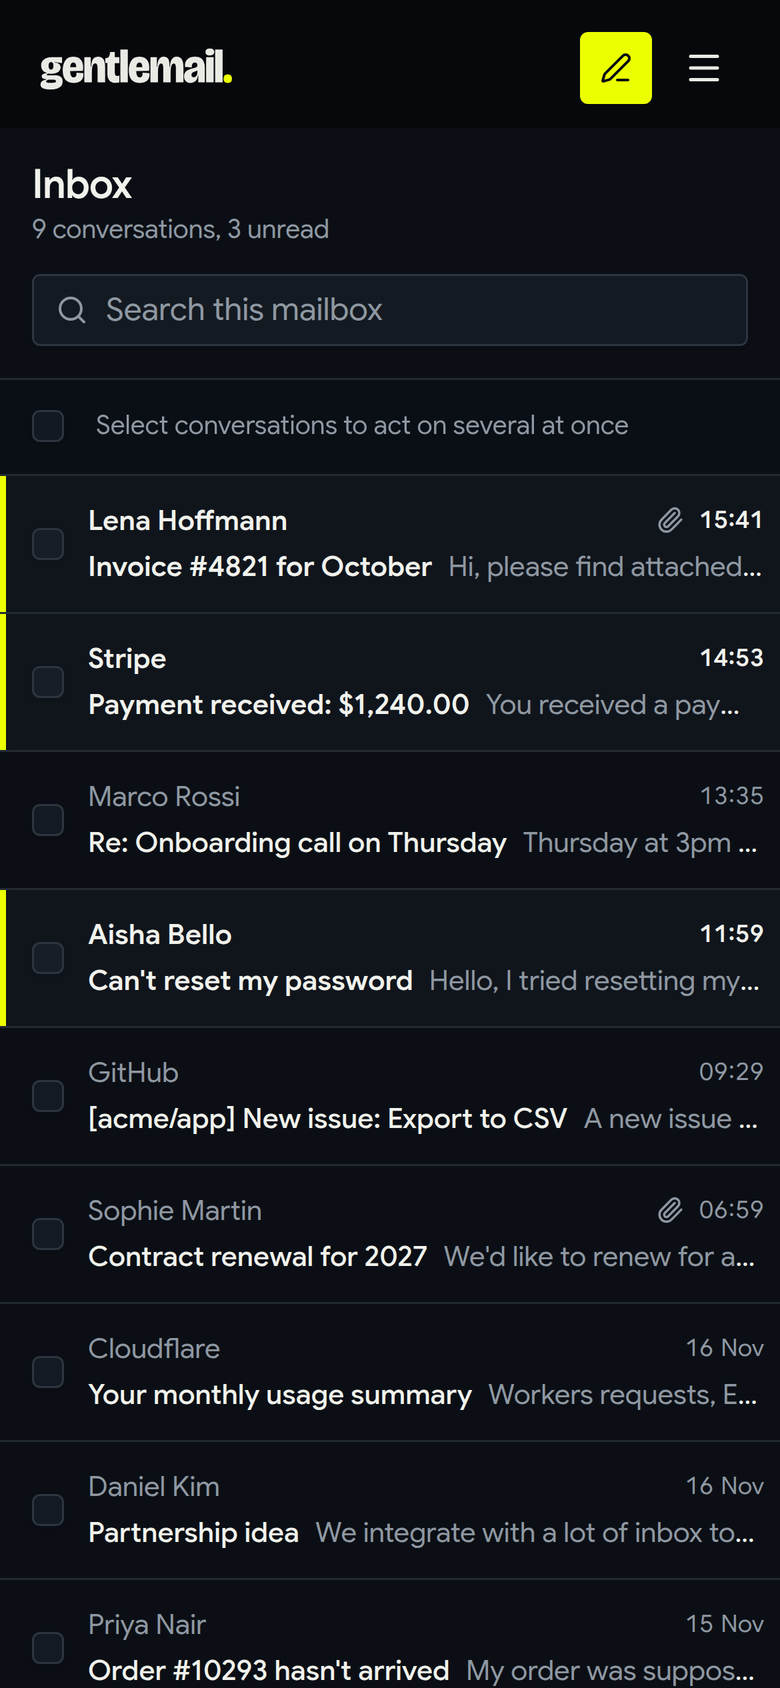 gentlemail.
Inbox
9 conversations, 3 unread
Search this mailbox
Select conversations to act on several at once
Lena Hoffmann 15:41
Invoice #4821 for October Hi, please find attached...
Stripe 14:53
Payment received: $1,240.00 You received a pay...
Marco Rossi 13:35
Re: Onboarding call on Thursday Thursday at 3pm ...
Aisha Bello 11:59
Can't reset my password Hello, I tried resetting my...
GitHub 09:29
[acme/app] New issue: Export to CSV A new issue ...
Sophie Martin 06:59
Contract renewal for 2027 We'd like to renew for a...
Cloudflare 16 Nov
Your monthly usage summary Workers requests, E...
Daniel Kim 16 Nov
Partnership idea We integrate with a lot of inbox to...
Priya Nair 15 Nov
Order #10293 hasn't arrived My order was suppos...